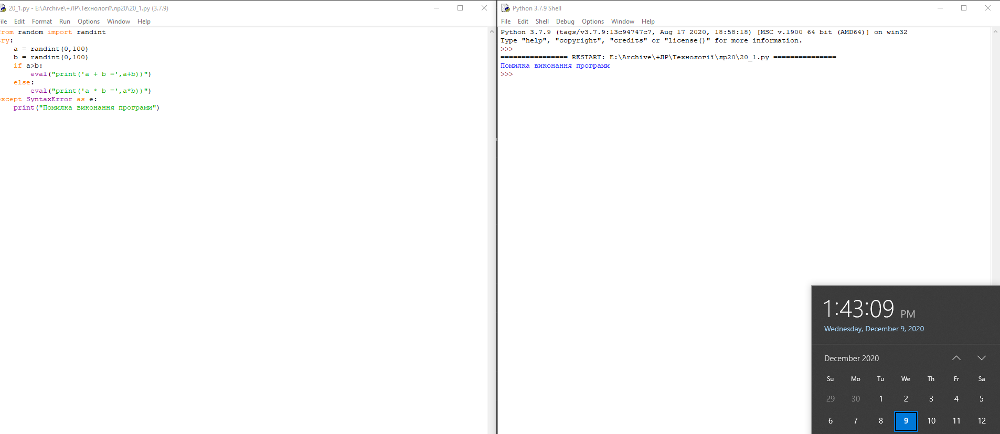 20_1.py - E:\Archive\+ЛР\Технології\лр20\20_1.py (3.7.9)
File Edit Format Run Options Window Help
from random import randint
try:
    a = randint(0,100)
    b = randint(0,100)
    if a>b:
        eval("print('a + b =',a+b))")
    else:
        eval("print('a * b =',a*b))")
except SyntaxError as e:
    print("Помилка виконання програми")
Python 3.7.9 Shell
File Edit Shell Debug Options Window Help
Python 3.7.9 (tags/v3.7.9:13c94747c7, Aug 17 2020, 18:58:18) [MSC v.1900 64 bit (AMD64)] on win32
Type "help", "copyright", "credits" or "license()" for more information.
>>>
================ RESTART: E:\Archive\+ЛР\Технології\лр20\20_1.py ===============
Помилка виконання програми
>>>
1:43:09 PM
Wednesday, December 9, 2020
December 2020
Su Mo Tu We Th Fr Sa
29 30 1 2 3 4 5
6 7 8 9 10 11 12